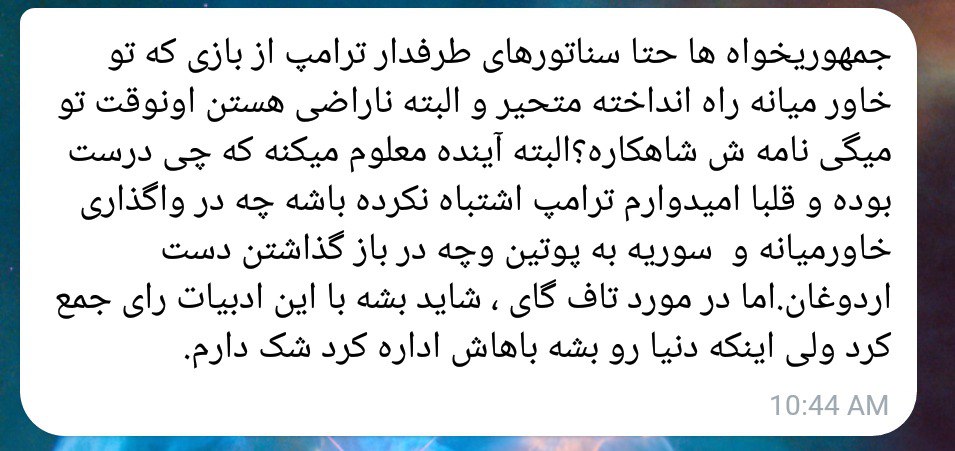 جمهوریخواه ها حتا سناتورهای طرفدار ترامپ از بازی که تو
خاور میانه راه انداخته متحیر و البته ناراضی هستن اونوقت تو
میگی نامه ش شاهکاره؟البته آینده معلوم میکنه که چی درست
بوده و قلبا امیدوارم ترامپ اشتباه نکرده باشه چه در واگذاری
خاورمیانه و  سوریه به پوتین وچه در باز گذاشتن دست
اردوغان.اما در مورد تاف گای ، شاید بشه با این ادبیات رای جمع
کرد ولی اینکه دنیا رو بشه باهاش اداره کرد شک دارم.
10:44 AM